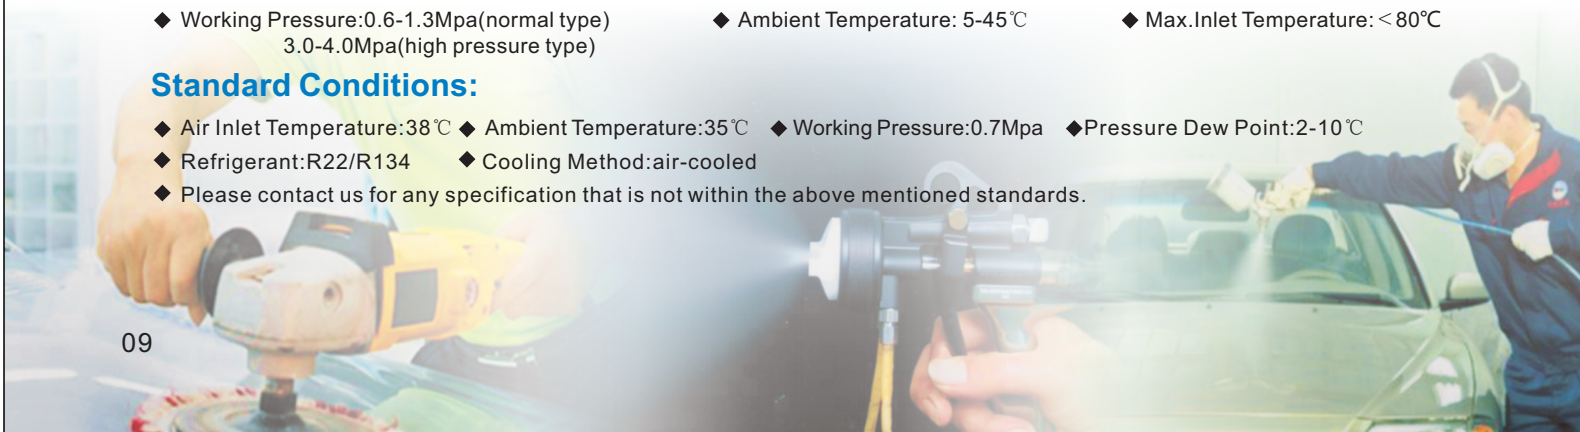 ◆ Working Pressure:0.6-1.3Mpa(normal type) ◆ Ambient Temperature: 5-45℃ ◆ Max.Inlet Temperature:<80℃
3.0-4.0Mpa(high pressure type)
Standard Conditions:
◆ Air Inlet Temperature:38℃ ◆ Ambient Temperature:35℃ ◆ Working Pressure:0.7Mpa ◆Pressure Dew Point:2-10℃
◆ Refrigerant:R22/R134 ◆ Cooling Method:air-cooled
◆ Please contact us for any specification that is not within the above mentioned standards.
09